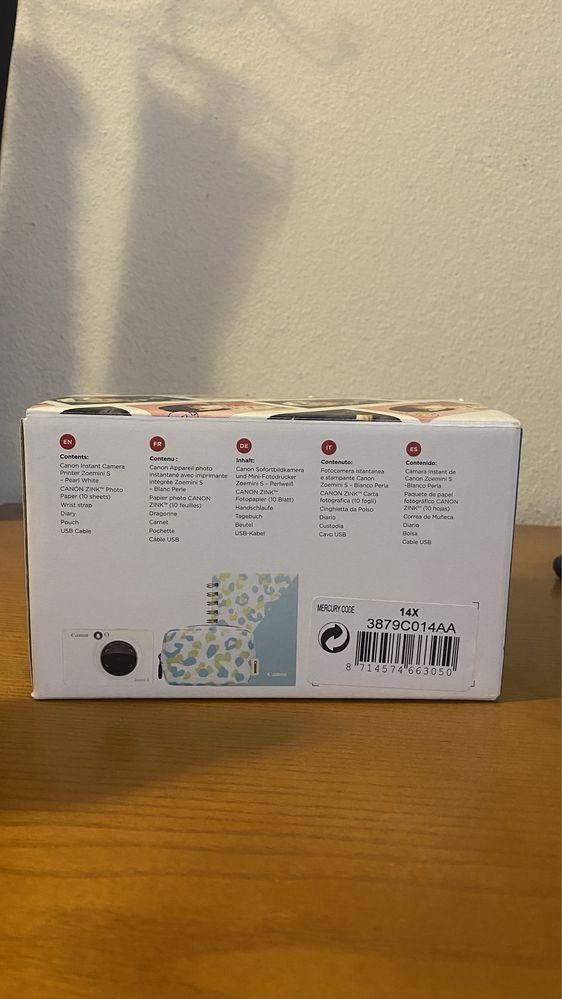 EN
Contents:
Canon Instant Camera
Printer Zoemini S
– Pearl White
CANON ZINK™ Photo
Paper (10 sheets)
Wrist strap
Diary
Pouch
USB Cable
FR
Contenu :
Canon Appareil photo
instantané avec imprimante
intégrée Zoemini S
– Blanc Perle
Papier photo CANON
ZINK™ (10 feuilles)
Dragonne
Carnet
Pochette
Câble USB
DE
Inhalt:
Canon Sofortbildkamera
und Mini-Fotodrucker
Zoemini S – Perlweiß
CANON ZINK™
Fotopapier (10 Blatt)
Handschlaufe
Tagebuch
Beutel
USB-Kabel
IT
Contenuto:
Fotocamera istantanea
e stampante Canon
Zoemini S – Bianco Perla
CANON ZINK™ Carta
fotografica (10 fogli)
Cinghietta da Polso
Diario
Custodia
Cavo USB
ES
Contenido:
Cámara Instant de
Canon Zoemini S
- Blanco Perla
Paquete de papel
fotográfico CANON
ZINK™ (10 hojas)
Correa de Muñeca
Diario
Bolsa
Cable USB
Canon
Canon
MERCURY CODE
14X
3879C014AA
8 714574 663050